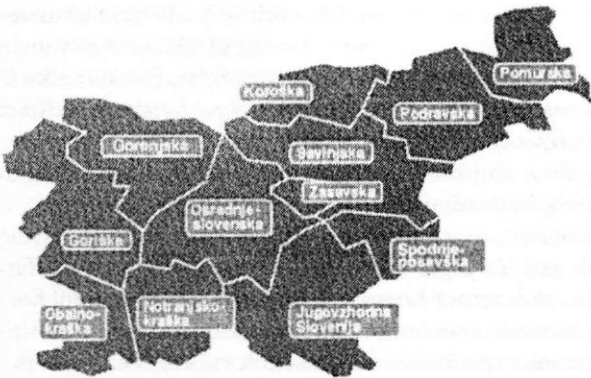 Pomurska
Koroška
Podravska
Gorenjska
Savinjska
Zasavska
Osrednje-
slovenska
Goriška
Spodnje-
posavska
Notranjsko-
kraška
Obalno-
kraška
Jugovzhodna
Slovenija